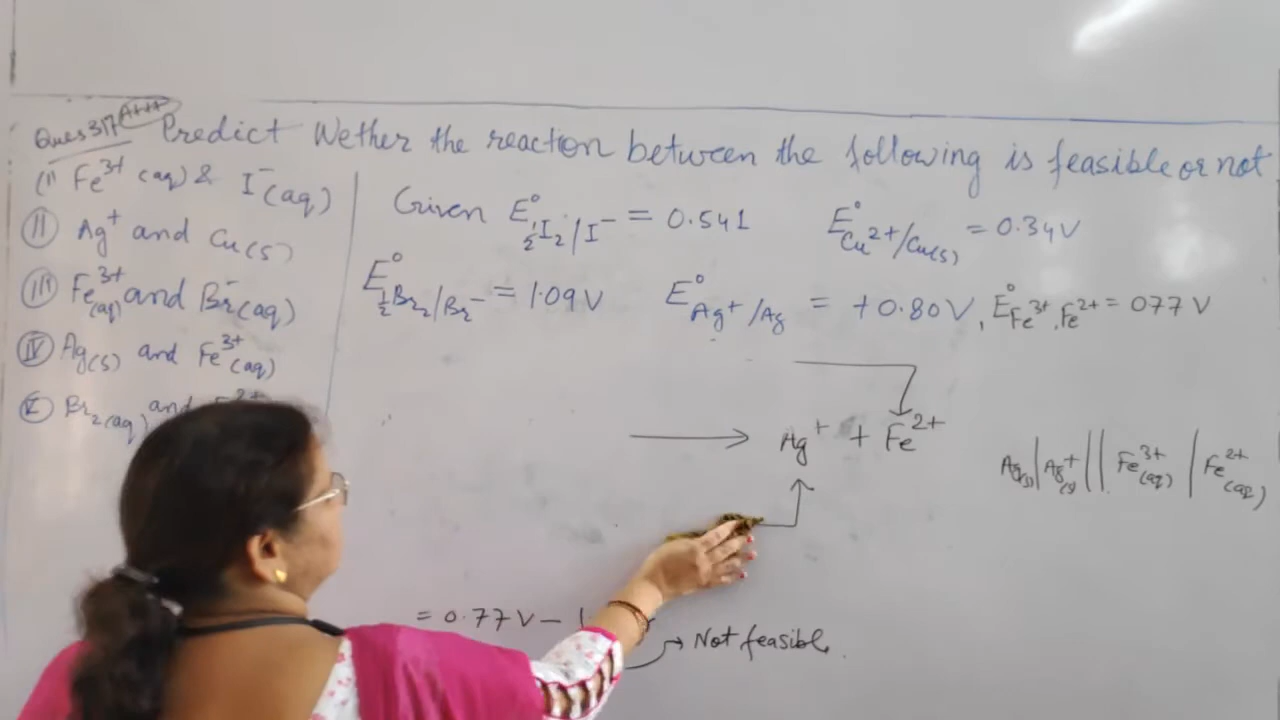 Ques 317 A+++ Predict Wether the reaction between the following is feasible or not
(I) Fe³⁺ (aq) & I⁻(aq)
(II) Ag⁺ and Cu(s)
(III) Fe³⁺(aq) and Br⁻(aq)
(IV) Ag(s) and Fe³⁺(aq)
(V) Br₂(aq) and
Given E°½I₂/I⁻ = 0.541 E°Cu²⁺/Cu(s) = 0.34V
E°½Br₂/Br⁻ = 1.09V E°Ag⁺/Ag = +0.80V, E°Fe³⁺,Fe²⁺ = 077 V
→ Ag⁺ + Fe²⁺
Ag(s)|Ag⁺(s)||Fe³⁺(aq)|Fe²⁺(aq)
= 0.77V −
→ Not feasible.